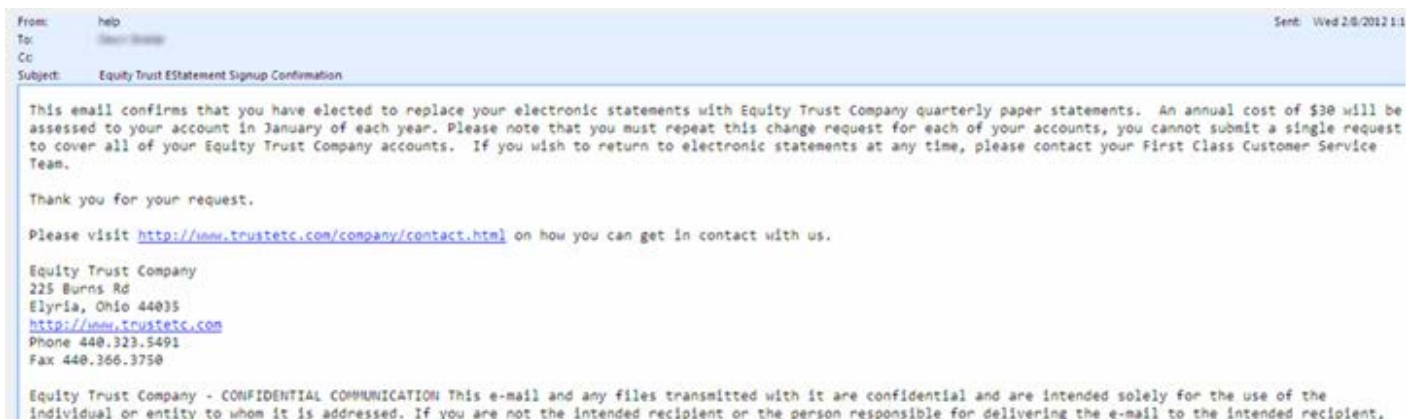 From: help
Sent: Wed 2/8/2012 1:1
To:
Cc:
Subject: Equity Trust EStatement Signup Confirmation
This email confirms that you have elected to replace your electronic statements with Equity Trust Company quarterly paper statements. An annual cost of $30 will be
assessed to your account in January of each year. Please note that you must repeat this change request for each of your accounts, you cannot submit a single request
to cover all of your Equity Trust Company accounts. If you wish to return to electronic statements at any time, please contact your First Class Customer Service
Team.
Thank you for your request.
Please visit http://www.trustetc.com/company/contact.html on how you can get in contact with us.
Equity Trust Company
225 Burns Rd
Elyria, Ohio 44035
http://www.trustetc.com
Phone 440.323.5491
Fax 440.366.3750
Equity Trust Company - CONFIDENTIAL COMMUNICATION This e-mail and any files transmitted with it are confidential and are intended solely for the use of the
individual or entity to whom it is addressed. If you are not the intended recipient or the person responsible for delivering the e-mail to the intended recipient,